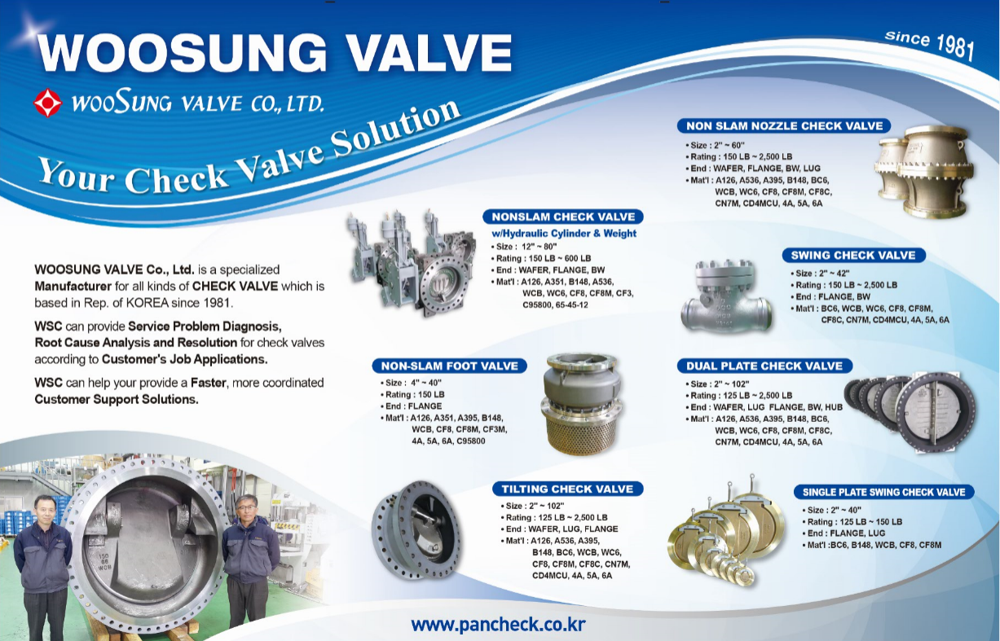 WOOSUNG VALVE
since 1981
WOOSUNG VALVE CO., LTD.
Your Check Valve Solution
WOOSUNG VALVE Co., Ltd. is a specialized
Manufacturer for all kinds of CHECK VALVE which is
based in Rep. of KOREA since 1981.
WSC can provide Service Problem Diagnosis,
Root Cause Analysis and Resolution for check valves
according to Customer's Job Applications.
WSC can help your provide a Faster, more coordinated
Customer Support Solutions.
NON SLAM NOZZLE CHECK VALVE
• Size : 2" ~ 60"
• Rating : 150 LB ~ 2,500 LB
• End : WAFER, FLANGE, BW, LUG
• Mat'l : A126, A536, A395, B148, BC6,
WCB, WC6, CF8, CF8M, CF8C,
CN7M, CD4MCU, 4A, 5A, 6A
NONSLAM CHECK VALVE
w/Hydraulic Cylinder & Weight
• Size : 12" ~ 80"
• Rating : 150 LB ~ 600 LB
• End : WAFER, FLANGE, BW
• Mat'l : A126, A351, B148, A536,
WCB, WC6, CF8, CF8M, CF3,
C95800, 65-45-12
SWING CHECK VALVE
• Size : 2" ~ 42"
• Rating : 150 LB ~ 2,500 LB
• End : FLANGE, BW
• Mat'l : BC6, WCB, WC6, CF8, CF8M,
CF8C, CN7M, CD4MCU, 4A, 5A, 6A
NON-SLAM FOOT VALVE
• Size : 4" ~ 40"
• Rating : 150 LB
• End : FLANGE
• Mat'l : A126, A351, A395, B148,
WCB, CF8, CF8M, CF3M,
4A, 5A, 6A, C95800
DUAL PLATE CHECK VALVE
• Size : 2" ~ 102"
• Rating : 125 LB ~ 2,500 LB
• End : WAFER, LUG FLANGE, BW, HUB
• Mat'l : A126, A536, A395, B148, BC6,
WCB, WC6, CF8, CF8M, CF8C,
CN7M, CD4MCU, 4A, 5A, 6A
TILTING CHECK VALVE
• Size : 2" ~ 102"
• Rating : 125 LB ~ 2,500 LB
• End : WAFER, LUG, FLANGE
• Mat'l : A126, A536, A395,
B148, BC6, WCB, WC6,
CF8, CF8M, CF8C, CN7M,
CD4MCU, 4A, 5A, 6A
SINGLE PLATE SWING CHECK VALVE
• Size : 2" ~ 40"
• Rating : 125 LB ~ 150 LB
• End : FLANGE, LUG
• Mat'l :BC6, B148, WCB, CF8, CF8M
150
WCB
www.pancheck.co.kr